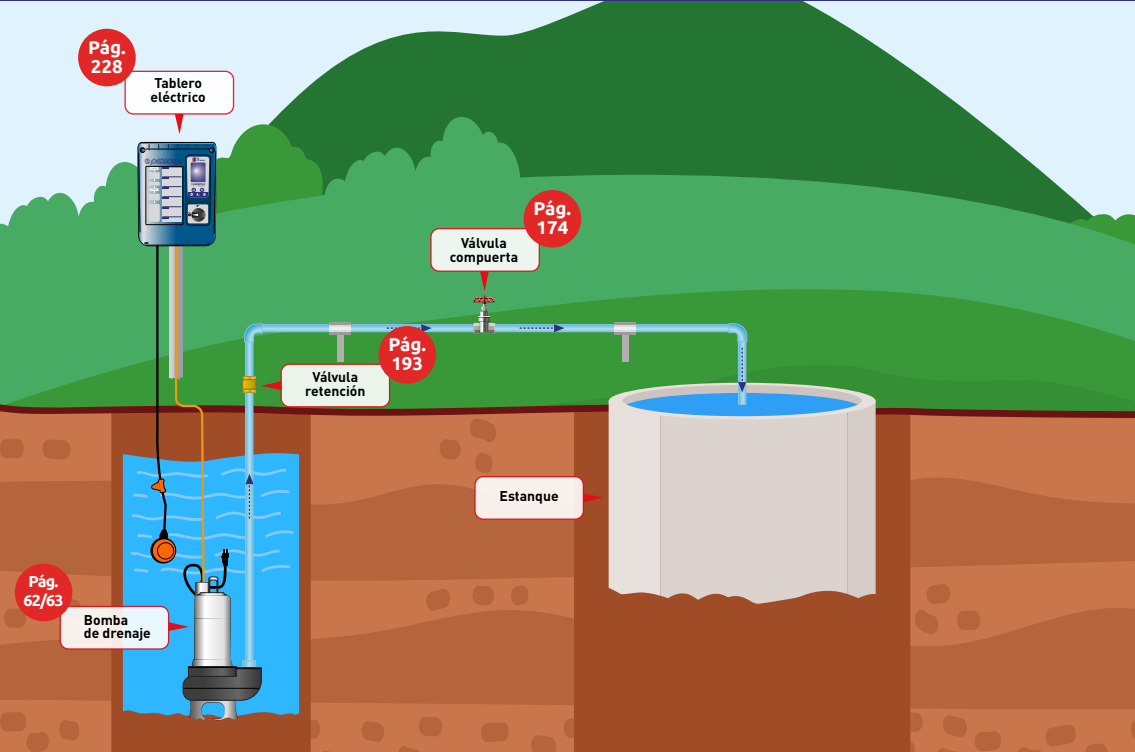 Pág.
228
Tablero
eléctrico
PEDROLLO
Pág.
174
Válvula
compuerta
Pág.
193
Válvula
retención
Estanque
Pág.
62/63
Bomba
de drenaje